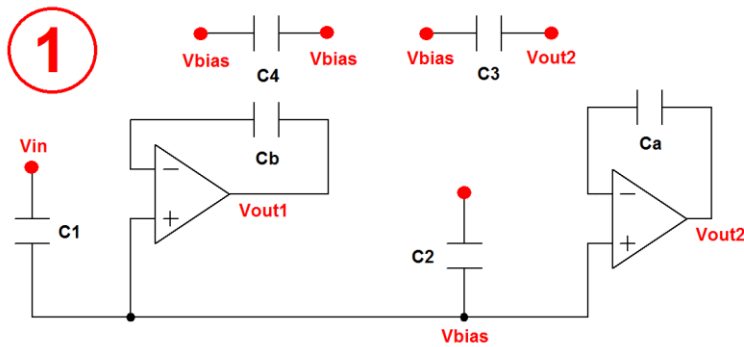 1
Vbias
Vbias
C4
Vbias
Vout2
C3
Vin
C1
Cb
−
+
Vout1
C2
Vbias
Ca
−
+
Vout2